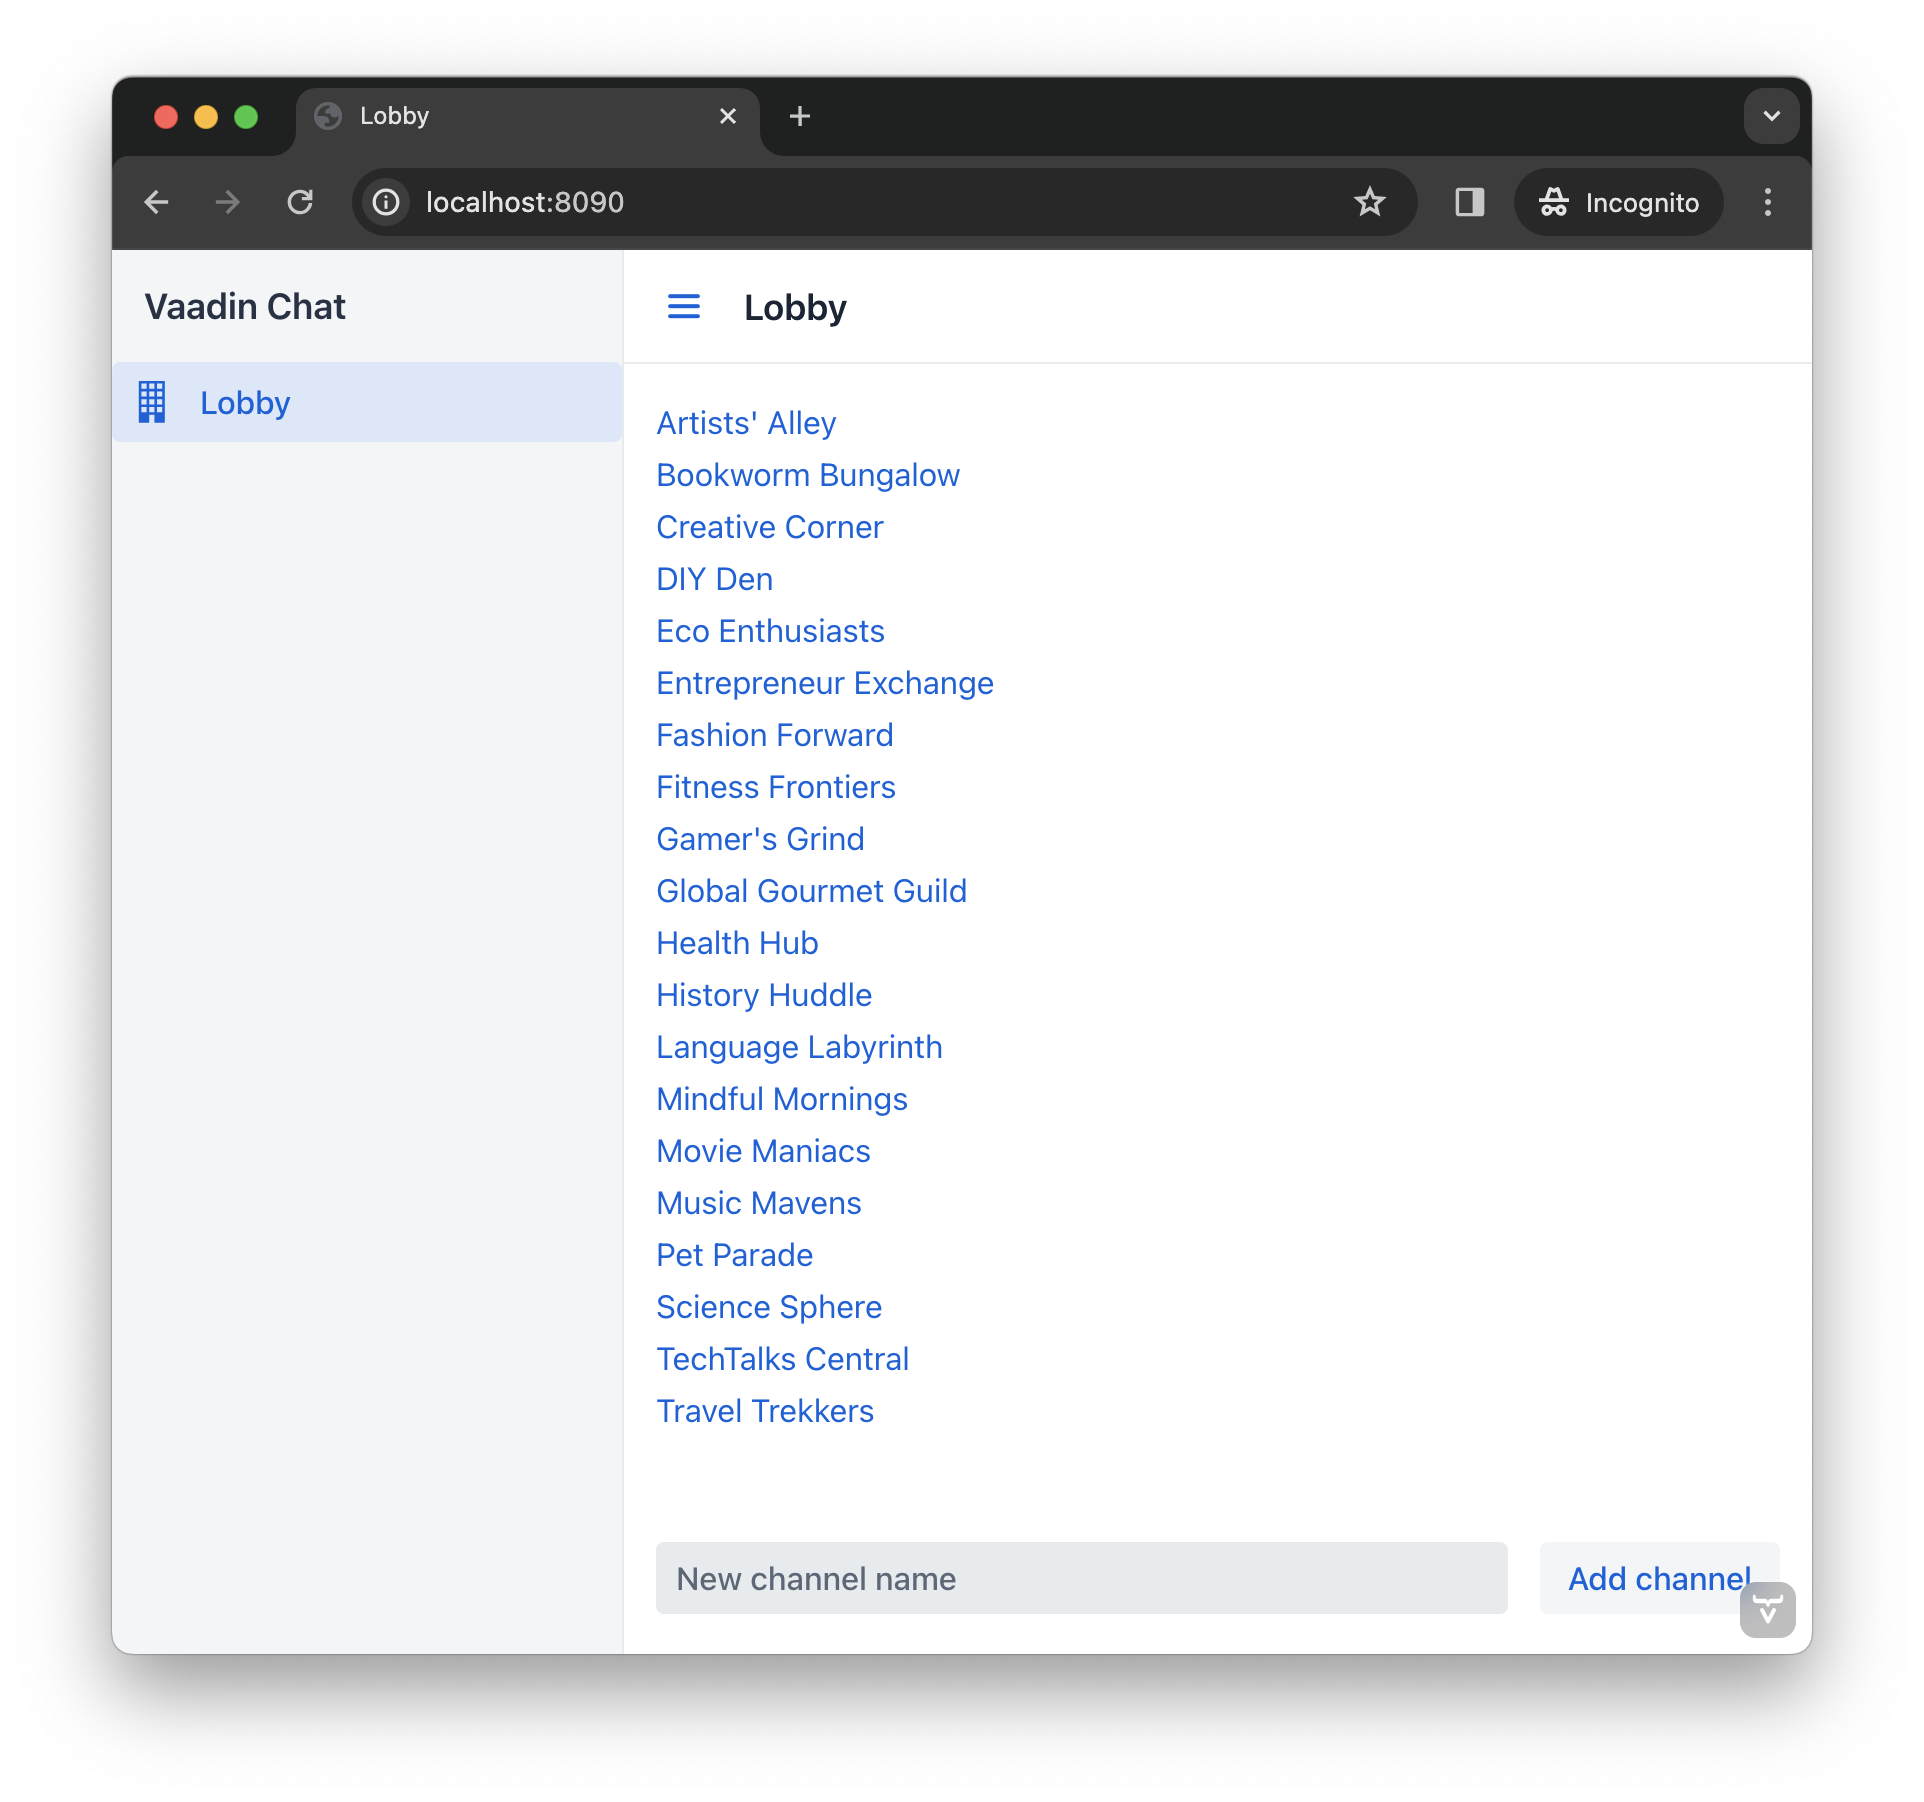 Lobby
localhost:8090
Incognito
Vaadin Chat
Lobby
Lobby
Artists' Alley
Bookworm Bungalow
Creative Corner
DIY Den
Eco Enthusiasts
Entrepreneur Exchange
Fashion Forward
Fitness Frontiers
Gamer's Grind
Global Gourmet Guild
Health Hub
History Huddle
Language Labyrinth
Mindful Mornings
Movie Maniacs
Music Mavens
Pet Parade
Science Sphere
TechTalks Central
Travel Trekkers
New channel name
Add channel